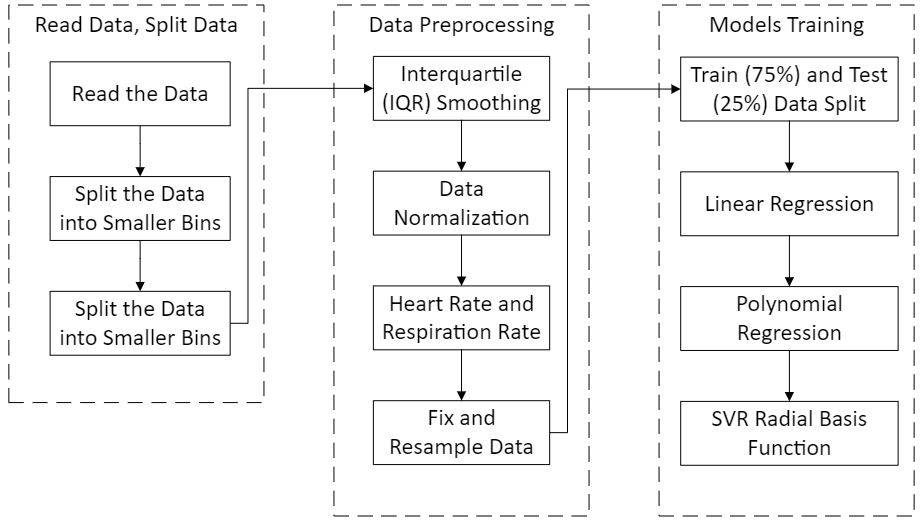 Read Data, Split Data
Read the Data
Split the Data
into Smaller Bins
Split the Data
into Smaller Bins
Data Preprocessing
Interquartile
(IQR) Smoothing
Data
Normalization
Heart Rate and
Respiration Rate
Fix and
Resample Data
Models Training
Train (75%) and Test
(25%) Data Split
Linear Regression
Polynomial
Regression
SVR Radial Basis
Function